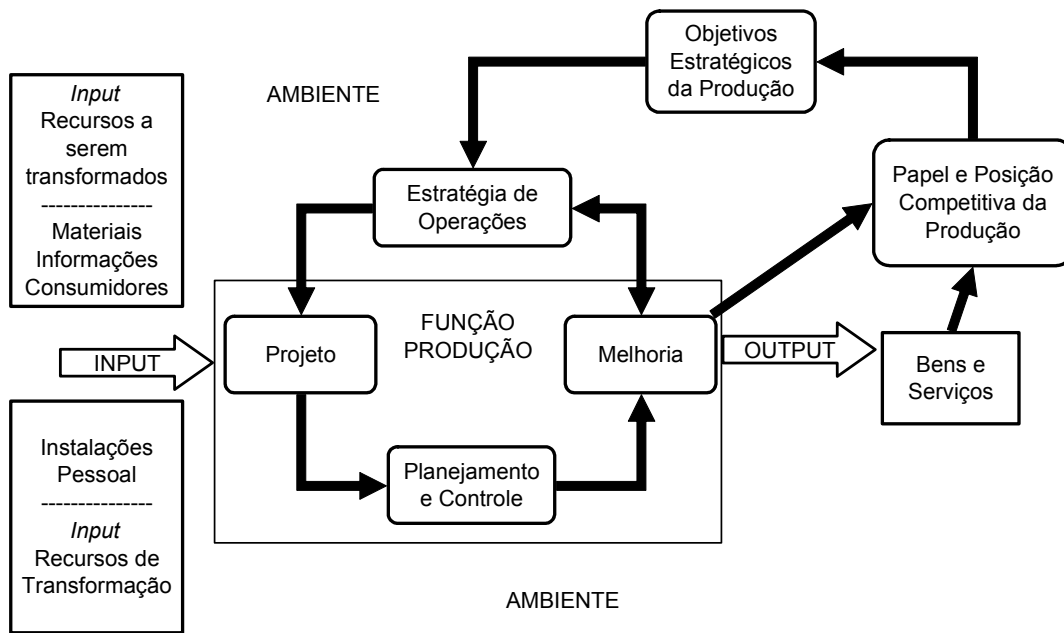 Objetivos
Estratégicos
da Produção
AMBIENTE
Input
Recursos a
serem
transformados
---------------
Materiais
Informações
Consumidores
Estratégia de
Operações
Papel e Posição
Competitiva da
Produção
FUNÇÃO
PRODUÇÃO
INPUT
Projeto
Melhoria
OUTPUT
Bens e
Serviços
Instalações
Pessoal
---------------
Input
Recursos de
Transformação
Planejamento
e Controle
AMBIENTE